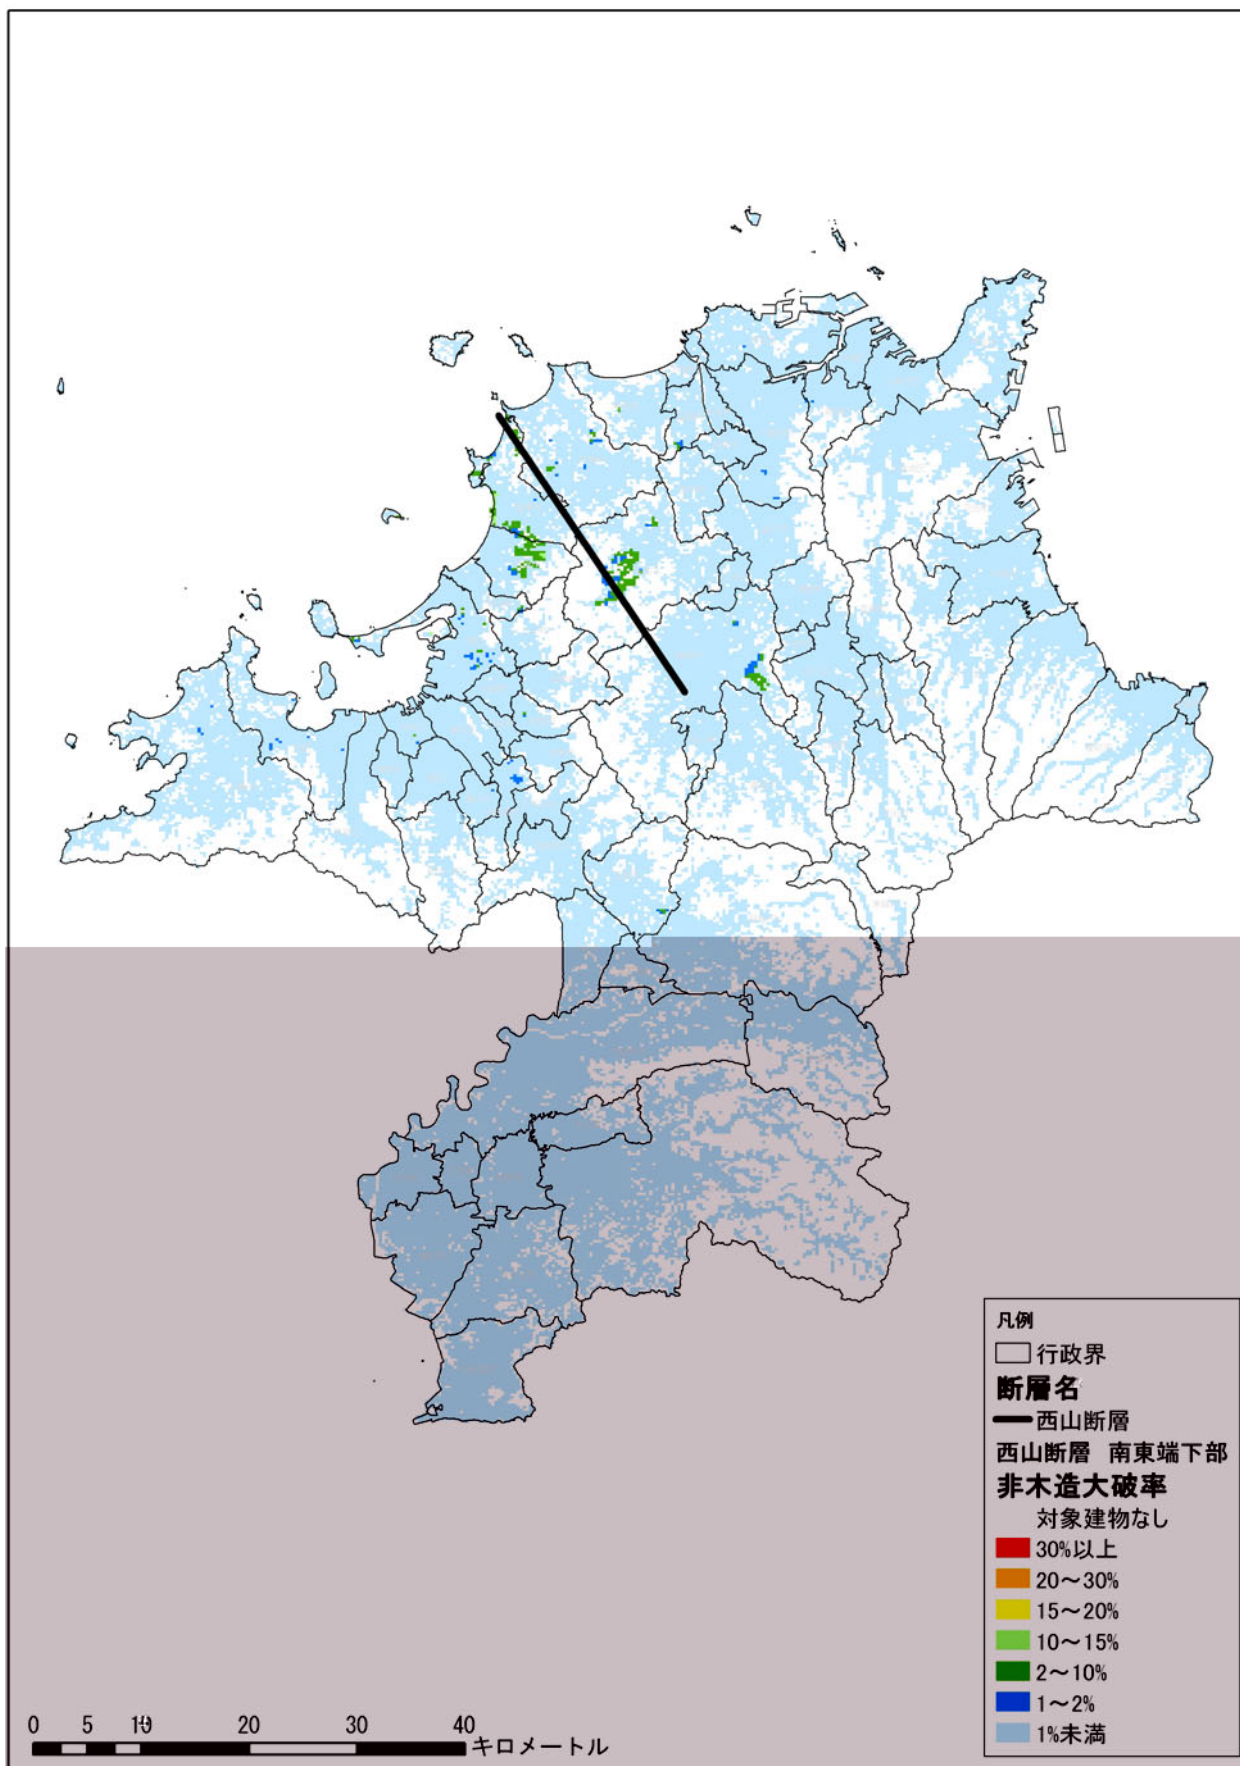 凡例
行政界
断層名
西山断層
西山断層 南東端下部
非木造大破率
対象建物なし
30%以上
20～30%
15～20%
10～15%
2～10%
1～2%
1%未満
0 5 10 20 30 40
キロメートル